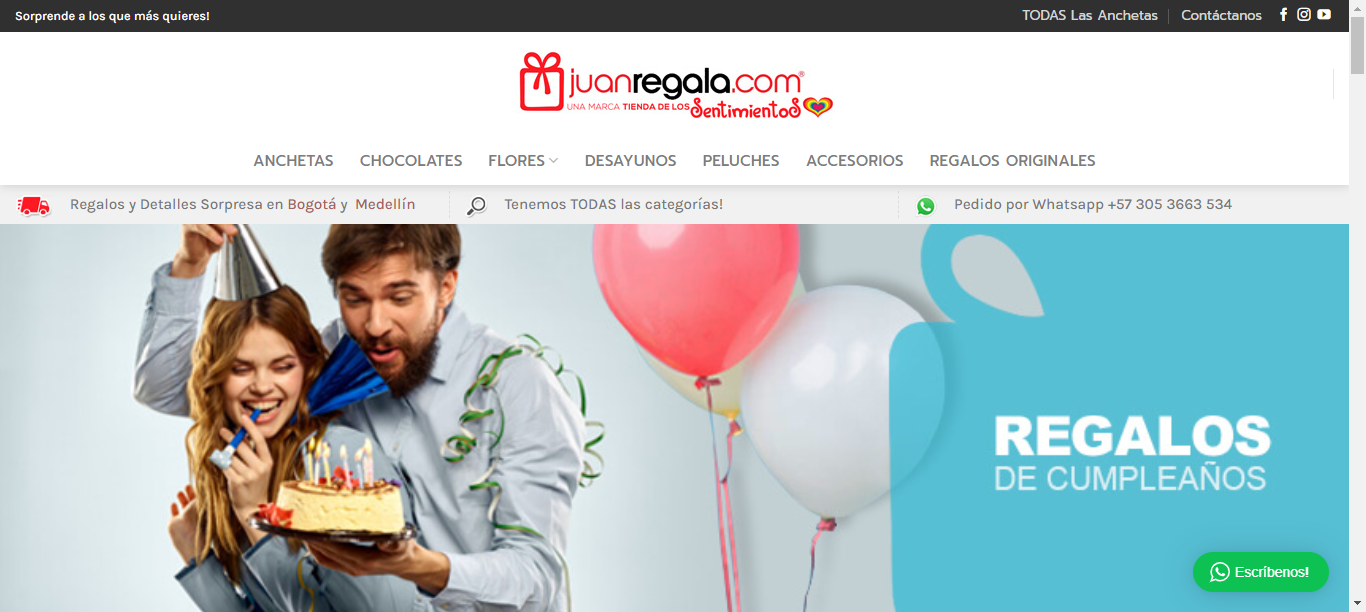 Sorprende a los que más quieres!
TODAS Las Anchetas
Contáctanos
juanregala.com®
UNA MARCA TIENDA DE LOS Sentimientos
ANCHETAS
CHOCOLATES
FLORES
DESAYUNOS
PELUCHES
ACCESORIOS
REGALOS ORIGINALES
Regalos y Detalles Sorpresa en Bogotá y Medellín
Tenemos TODAS las categorías!
Pedido por Whatsapp +57 305 3663 534
REGALOS
DE CUMPLEAÑOS
Escríbenos!